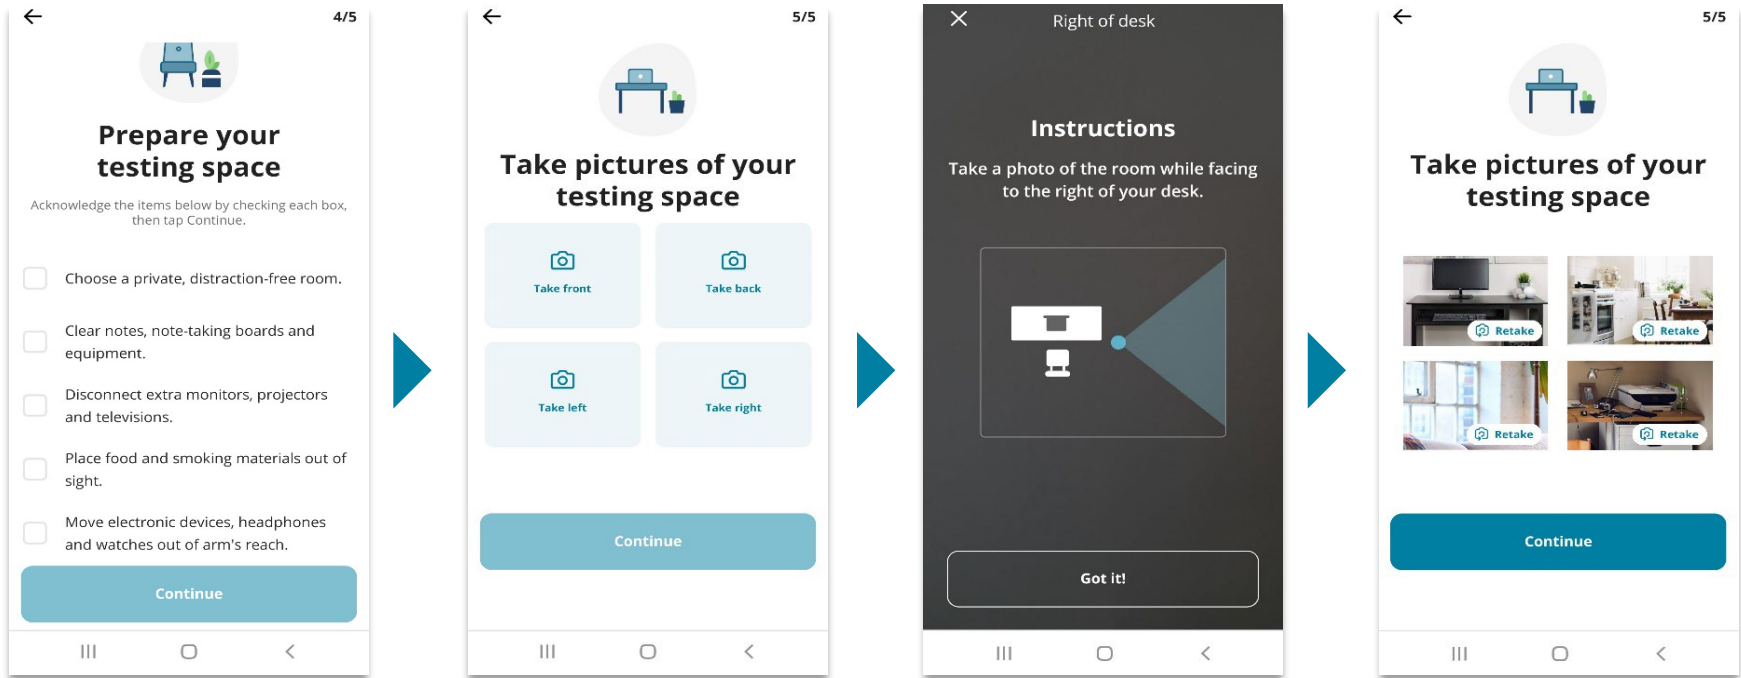 4/5
Prepare your
testing space
Acknowledge the items below by checking each box,
then tap Continue.
Choose a private, distraction-free room.
Clear notes, note-taking boards and
equipment.
Disconnect extra monitors, projectors
and televisions.
Place food and smoking materials out of
sight.
Move electronic devices, headphones
and watches out of arm's reach.
Continue
5/5
Take pictures of your
testing space
Take front
Take back
Take left
Take right
Continue
Right of desk
Instructions
Take a photo of the room while facing
to the right of your desk.
Got it!
5/5
Take pictures of your
testing space
Retake
Retake
Retake
Retake
Continue